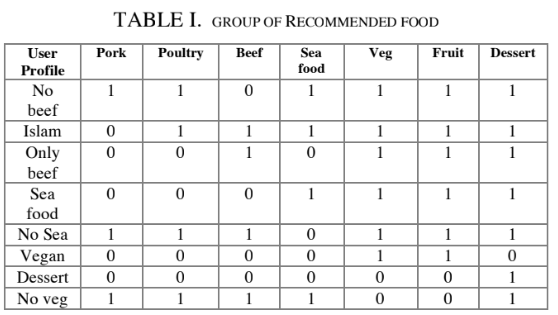 TABLE I. GROUP OF RECOMMENDED FOOD
User Profile Pork Poultry Beef Sea food Veg Fruit Dessert
No beef 1 1 0 1 1 1 1
Islam 0 1 1 1 1 1 1
Only beef 0 0 1 0 1 1 1
Sea food 0 0 0 1 1 1 1
No Sea 1 1 1 0 1 1 1
Vegan 0 0 0 0 1 1 0
Dessert 0 0 0 0 0 0 1
No veg 1 1 1 1 0 0 1